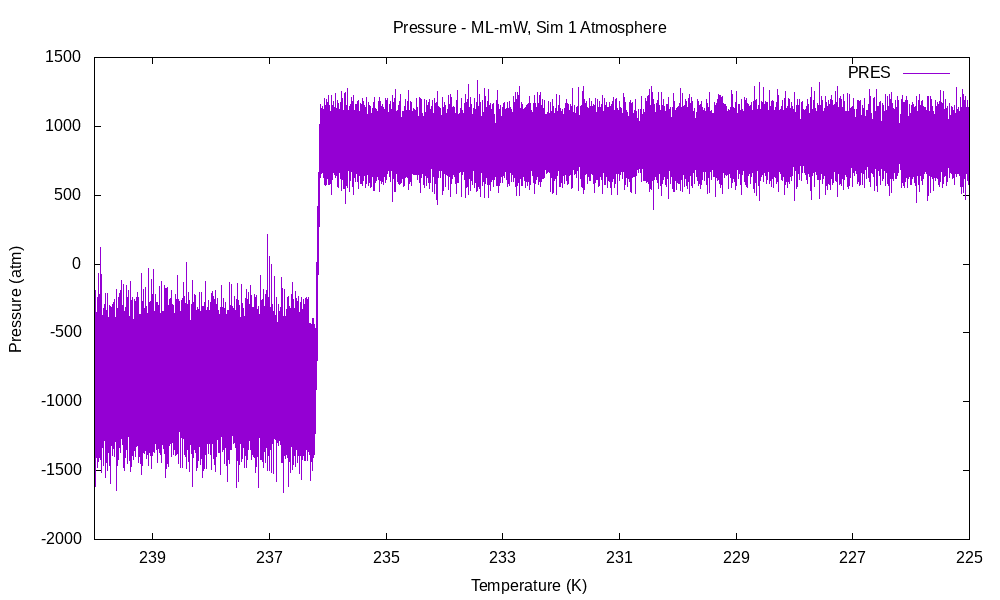 Pressure - ML-mW, Sim 1 Atmosphere
PRES
1500
1000
500
0
-500
-1000
-1500
-2000
Pressure (atm)
239 237 235 233 231 229 227 225
Temperature (K)